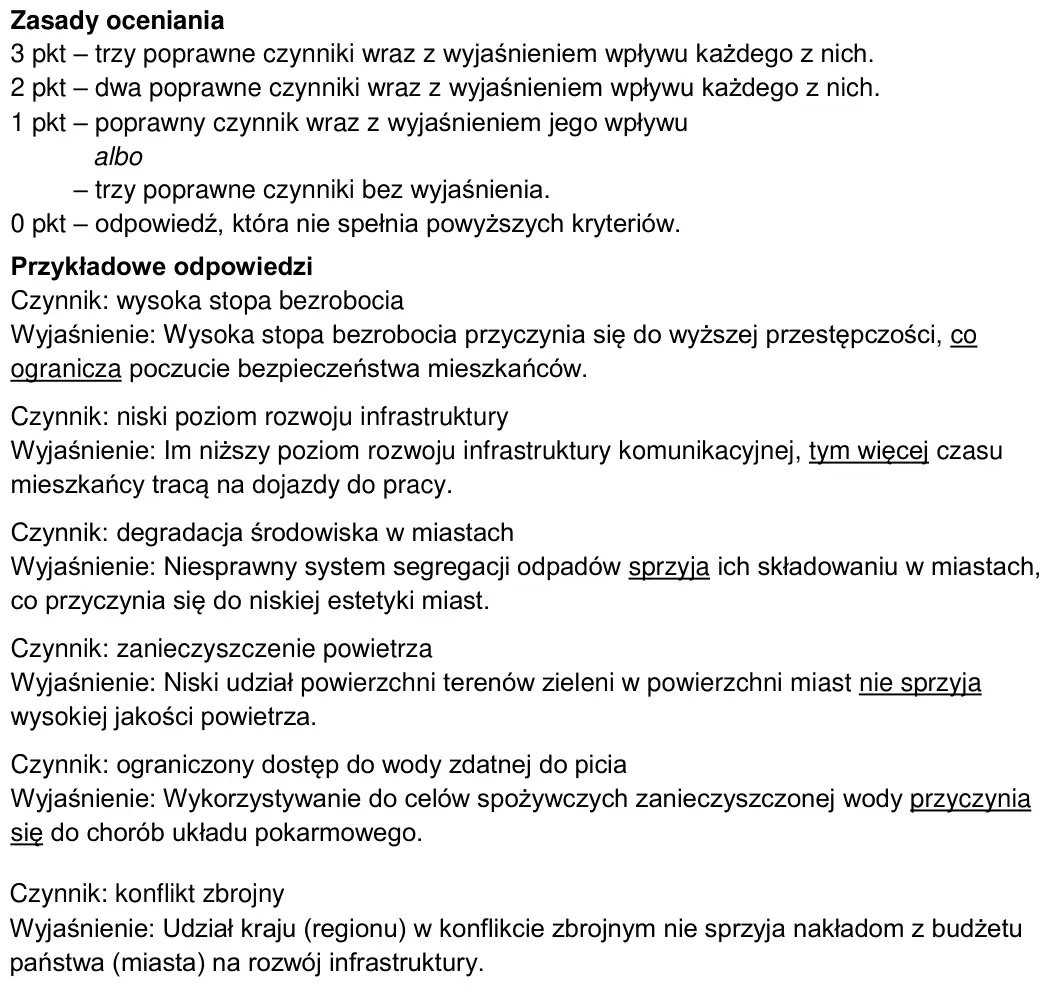 Zasady oceniania
3 pkt – trzy poprawne czynniki wraz z wyjaśnieniem wpływu każdego z nich.
2 pkt – dwa poprawne czynniki wraz z wyjaśnieniem wpływu każdego z nich.
1 pkt – poprawny czynnik wraz z wyjaśnieniem jego wpływu
albo
– trzy poprawne czynniki bez wyjaśnienia.
0 pkt – odpowiedź, która nie spełnia powyższych kryteriów.
Przykładowe odpowiedzi
Czynnik: wysoka stopa bezrobocia
Wyjaśnienie: Wysoka stopa bezrobocia przyczynia się do wyższej przestępczości, co
ogranicza poczucie bezpieczeństwa mieszkańców.
Czynnik: niski poziom rozwoju infrastruktury
Wyjaśnienie: Im niższy poziom rozwoju infrastruktury komunikacyjnej, tym więcej czasu
mieszkańcy tracą na dojazdy do pracy.
Czynnik: degradacja środowiska w miastach
Wyjaśnienie: Niesprawny system segregacji odpadów sprzyja ich składowaniu w miastach,
co przyczynia się do niskiej estetyki miast.
Czynnik: zanieczyszczenie powietrza
Wyjaśnienie: Niski udział powierzchni terenów zieleni w powierzchni miast nie sprzyja
wysokiej jakości powietrza.
Czynnik: ograniczony dostęp do wody zdatnej do picia
Wyjaśnienie: Wykorzystywanie do celów spożywczych zanieczyszczonej wody przyczynia
się do chorób układu pokarmowego.
Czynnik: konflikt zbrojny
Wyjaśnienie: Udział kraju (regionu) w konflikcie zbrojnym nie sprzyja nakładom z budżetu
państwa (miasta) na rozwój infrastruktury.